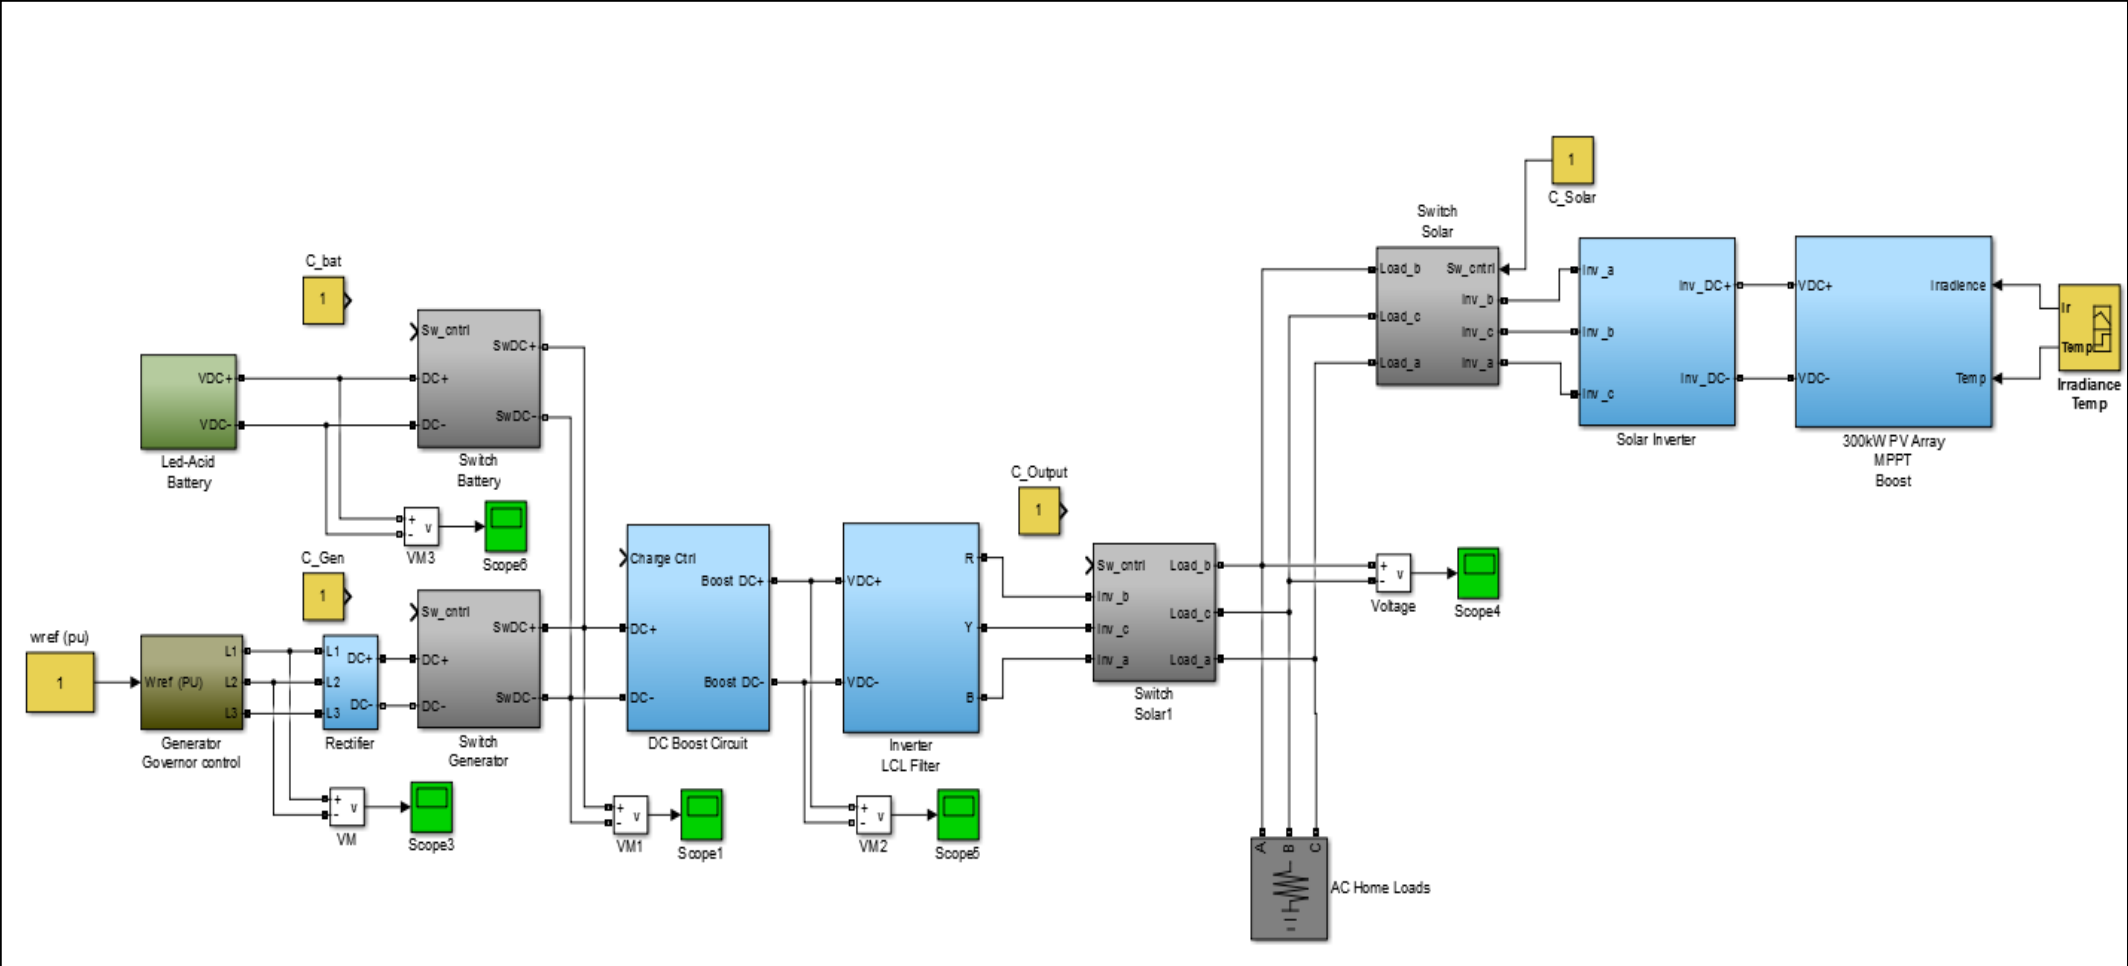 C_bat
1
Sw_cntrl
SwDC+
DC+
SwDC-
DC-
Switch
Battery
VDC+
VDC-
Led-Acid
Battery
+
-
v
VM3
Scope6
C_Gen
1
wref (pu)
1
Wref (PU)
L1
L2
L3
Generator
Governor control
L1
L2
L3
DC+
DC-
Rectifier
Sw_cntrl
SwDC+
DC+
SwDC-
DC-
Switch
Generator
+
-
v
VM
Scope3
Charge Ctrl
Boost DC+
DC+
Boost DC-
DC-
DC Boost Circuit
+
-
v
VM1
Scope1
VDC+
VDC-
R
Y
B
Inverter
LCL Filter
+
-
v
VM2
Scope5
C_Output
1
Sw_cntrl
Inv_b
Inv_c
Inv_a
Load_b
Load_c
Load_a
Switch
Solar1
+
-
v
Voltage
Scope4
A
B
C
AC Home Loads
1
C_Solar
Switch
Solar
Load_b
Load_c
Load_a
Sw_cntrl
Inv_b
Inv_c
Inv_a
Inv_a
Inv_b
Inv_c
Inv_DC+
Inv_DC-
Solar Inverter
VDC+
VDC-
Irradience
Temp
300kW PV Array
MPPT
Boost
Ir
Temp
Irradiance
Temp